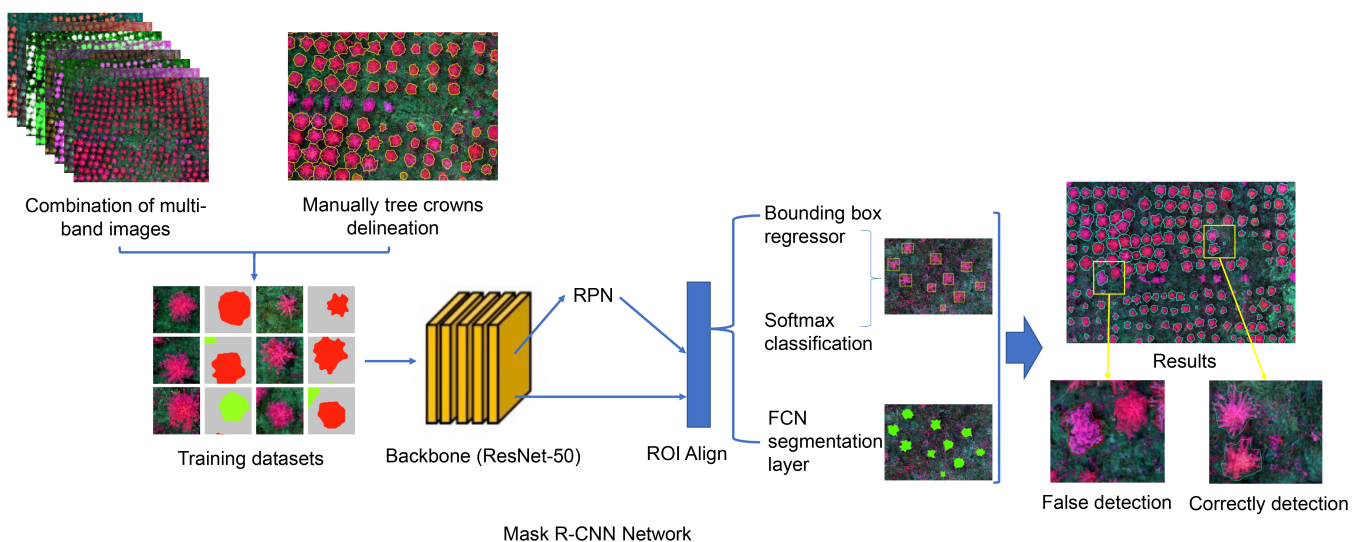 Combination of multi-
band images
Manually tree crowns
delineation
Training datasets
Backbone (ResNet-50)
RPN
ROI Align
Bounding box
regressor
Softmax
classification
FCN
segmentation
layer
Results
False detection
Correctly detection
Mask R-CNN Network